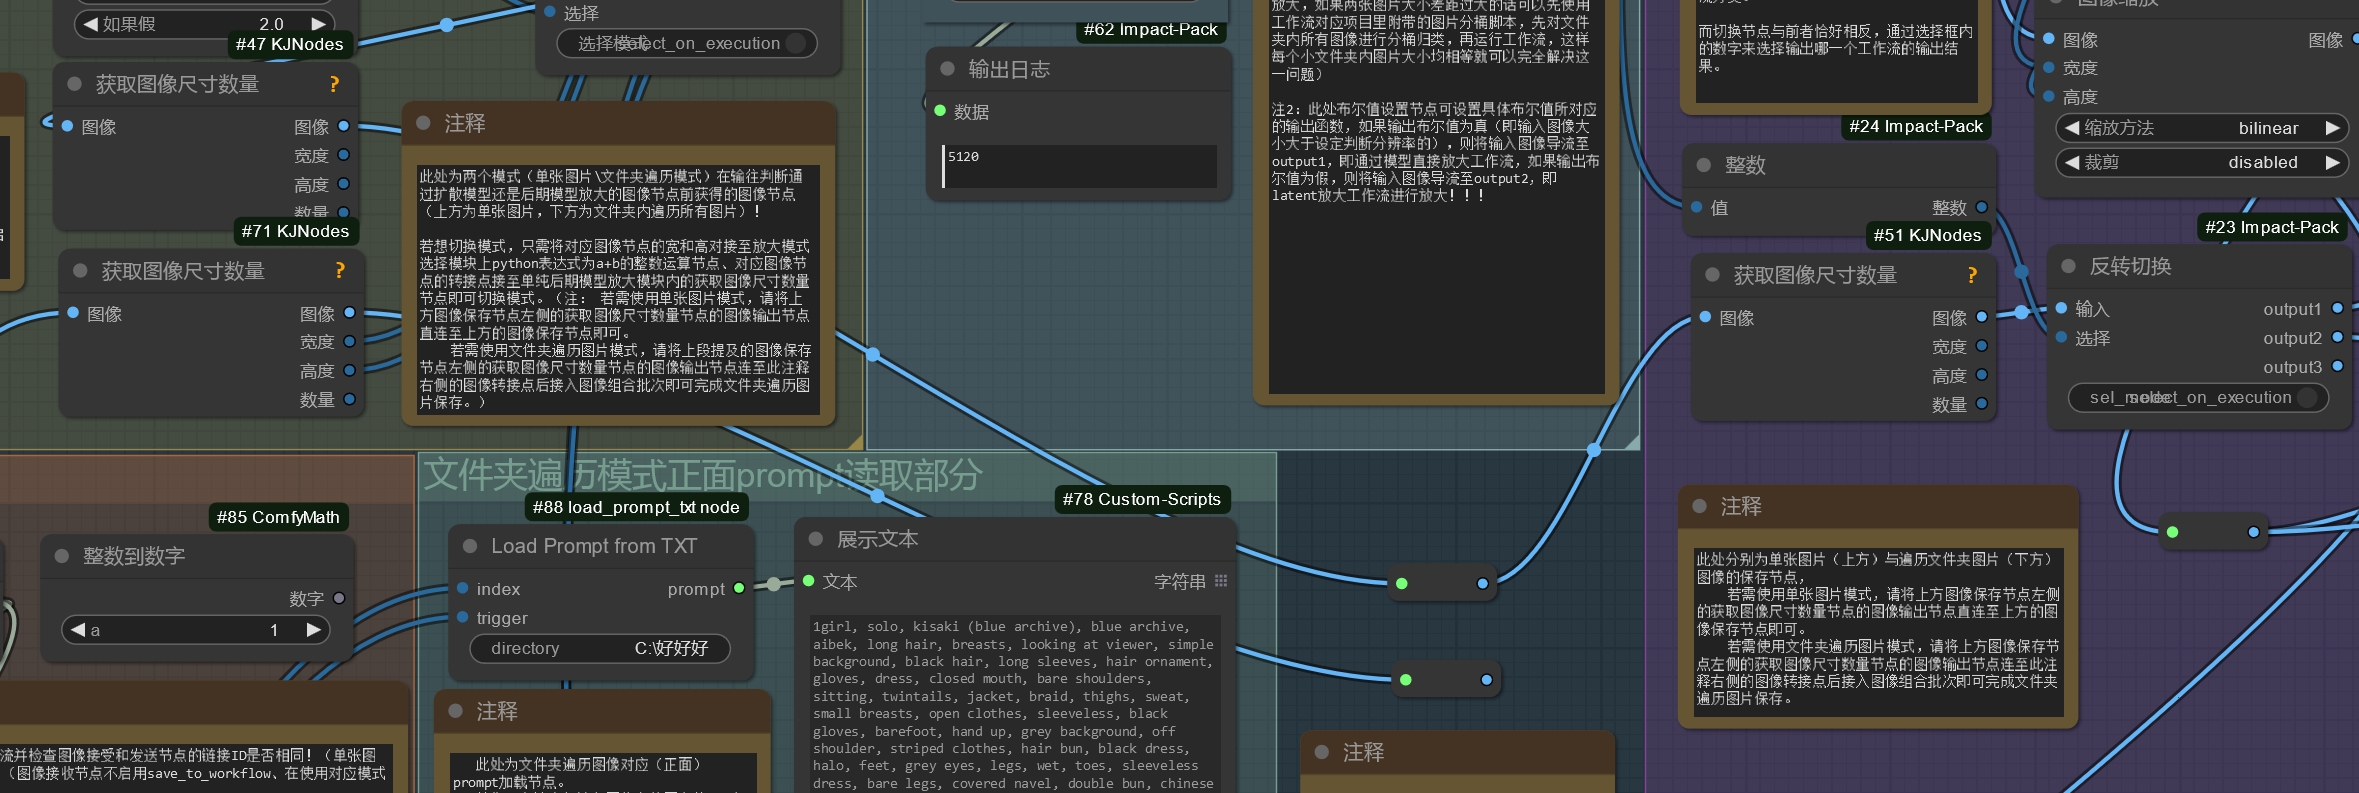 如果假
2.0
#47 KJNodes
获取图像尺寸数量
?
图像
图像
宽度
高度
数量
#71 KJNodes
获取图像尺寸数量
?
图像
图像
宽度
高度
数量
选择
注释
此处为两个模式（单张图片\文件夹遍历模式）在输往判断通
过扩散模型还是后期模型放大的图像节点前获得的图像节点
（上方为单张图片，下方为文件夹内遍历所有图片）！
若想切换模式，只需将对应图像节点的宽和高对接至放大模式
选择模块上python表达式为a+b的整数运算节点、对应图像节
点的转接点接至单纯后期模型放大模块内的获取图像尺寸数量
节点即可切换模式。（注： 若需使用单张图片模式，请将上
方图像保存节点左侧的获取图像尺寸数量节点的图像输出节点
直连至上方的图像保存节点即可。
若需使用文件夹遍历图片模式，请将上段提及的图像保存
节点左侧的获取图像尺寸数量节点的图像输出节点连至此注释
右侧的图像转接点后接入图像组合批次即可完成文件夹遍历图
片保存。）
#62 Impact-Pack
输出日志
数据
5120
放大，如果两张图片大小差距过大的话可以先使用
工作流对应项目里附带的图片分桶脚本，先对文件
夹内所有图像进行分桶归类，再运行工作流，这样
每个小文件夹内图片大小均相等就可以完全解决这
一问题）
注2：此处布尔值设置节点可设置具体布尔值所对应
的输出函数，如果输出布尔值为真（即输入图像大
小大于设定判断分辨率的），则将输入图像导流至
output1，即通过模型直接放大工作流，如果输出布
尔值为假，则将输入图像导流至output2，即
latent放大工作流进行放大！！！
而切换节点与前者恰好相反，通过选择框内
的数字来选择输出哪一个工作流的输出结
果。
#24 Impact-Pack
整数
值
整数
#51 KJNodes
获取图像尺寸数量
?
图像
图像
宽度
高度
数量
图像缩放
图像
图像
宽度
高度
缩放方法
bilinear
裁剪
disabled
#23 Impact-Pack
反转切换
输入
选择
output1
output2
output3
注释
此处分别为单张图片（上方）与遍历文件夹图片（下方）
图像的保存节点，
若需使用单张图片模式，请将上方图像保存节点左侧
的获取图像尺寸数量节点的图像输出节点直连至上方的图
像保存节点即可。
若需使用文件夹遍历图片模式，请将上方图像保存节
点左侧的获取图像尺寸数量节点的图像输出节点连至此注
释右侧的图像转接点后接入图像组合批次即可完成文件夹
遍历图片保存。
#85 ComfyMath
整数到数字
数字
a
1
流并检查图像接受和发送节点的链接ID是否相同！（单张图
（图像接收节点不启用save_to_workflow、在使用对应模式
文件夹遍历模式正面prompt读取部分
#88 load_prompt_txt node
Load Prompt from TXT
index
trigger
prompt
directory
C:\好好好
注释
此处为文件夹遍历图像对应（正面）
prompt加载节点。
#78 Custom-Scripts
展示文本
文本
字符串
1girl, solo, kisaki (blue archive), blue archive,
aibek, long hair, breasts, looking at viewer, simple
background, black hair, long sleeves, hair ornament,
gloves, dress, closed mouth, bare shoulders,
sitting, twintails, jacket, braid, thighs, sweat,
small breasts, open clothes, sleeveless, black
gloves, barefoot, hand up, grey background, off
shoulder, striped clothes, hair bun, black dress,
halo, feet, grey eyes, legs, wet, toes, sleeveless
dress, bare legs, covered navel, double bun, chinese
注释